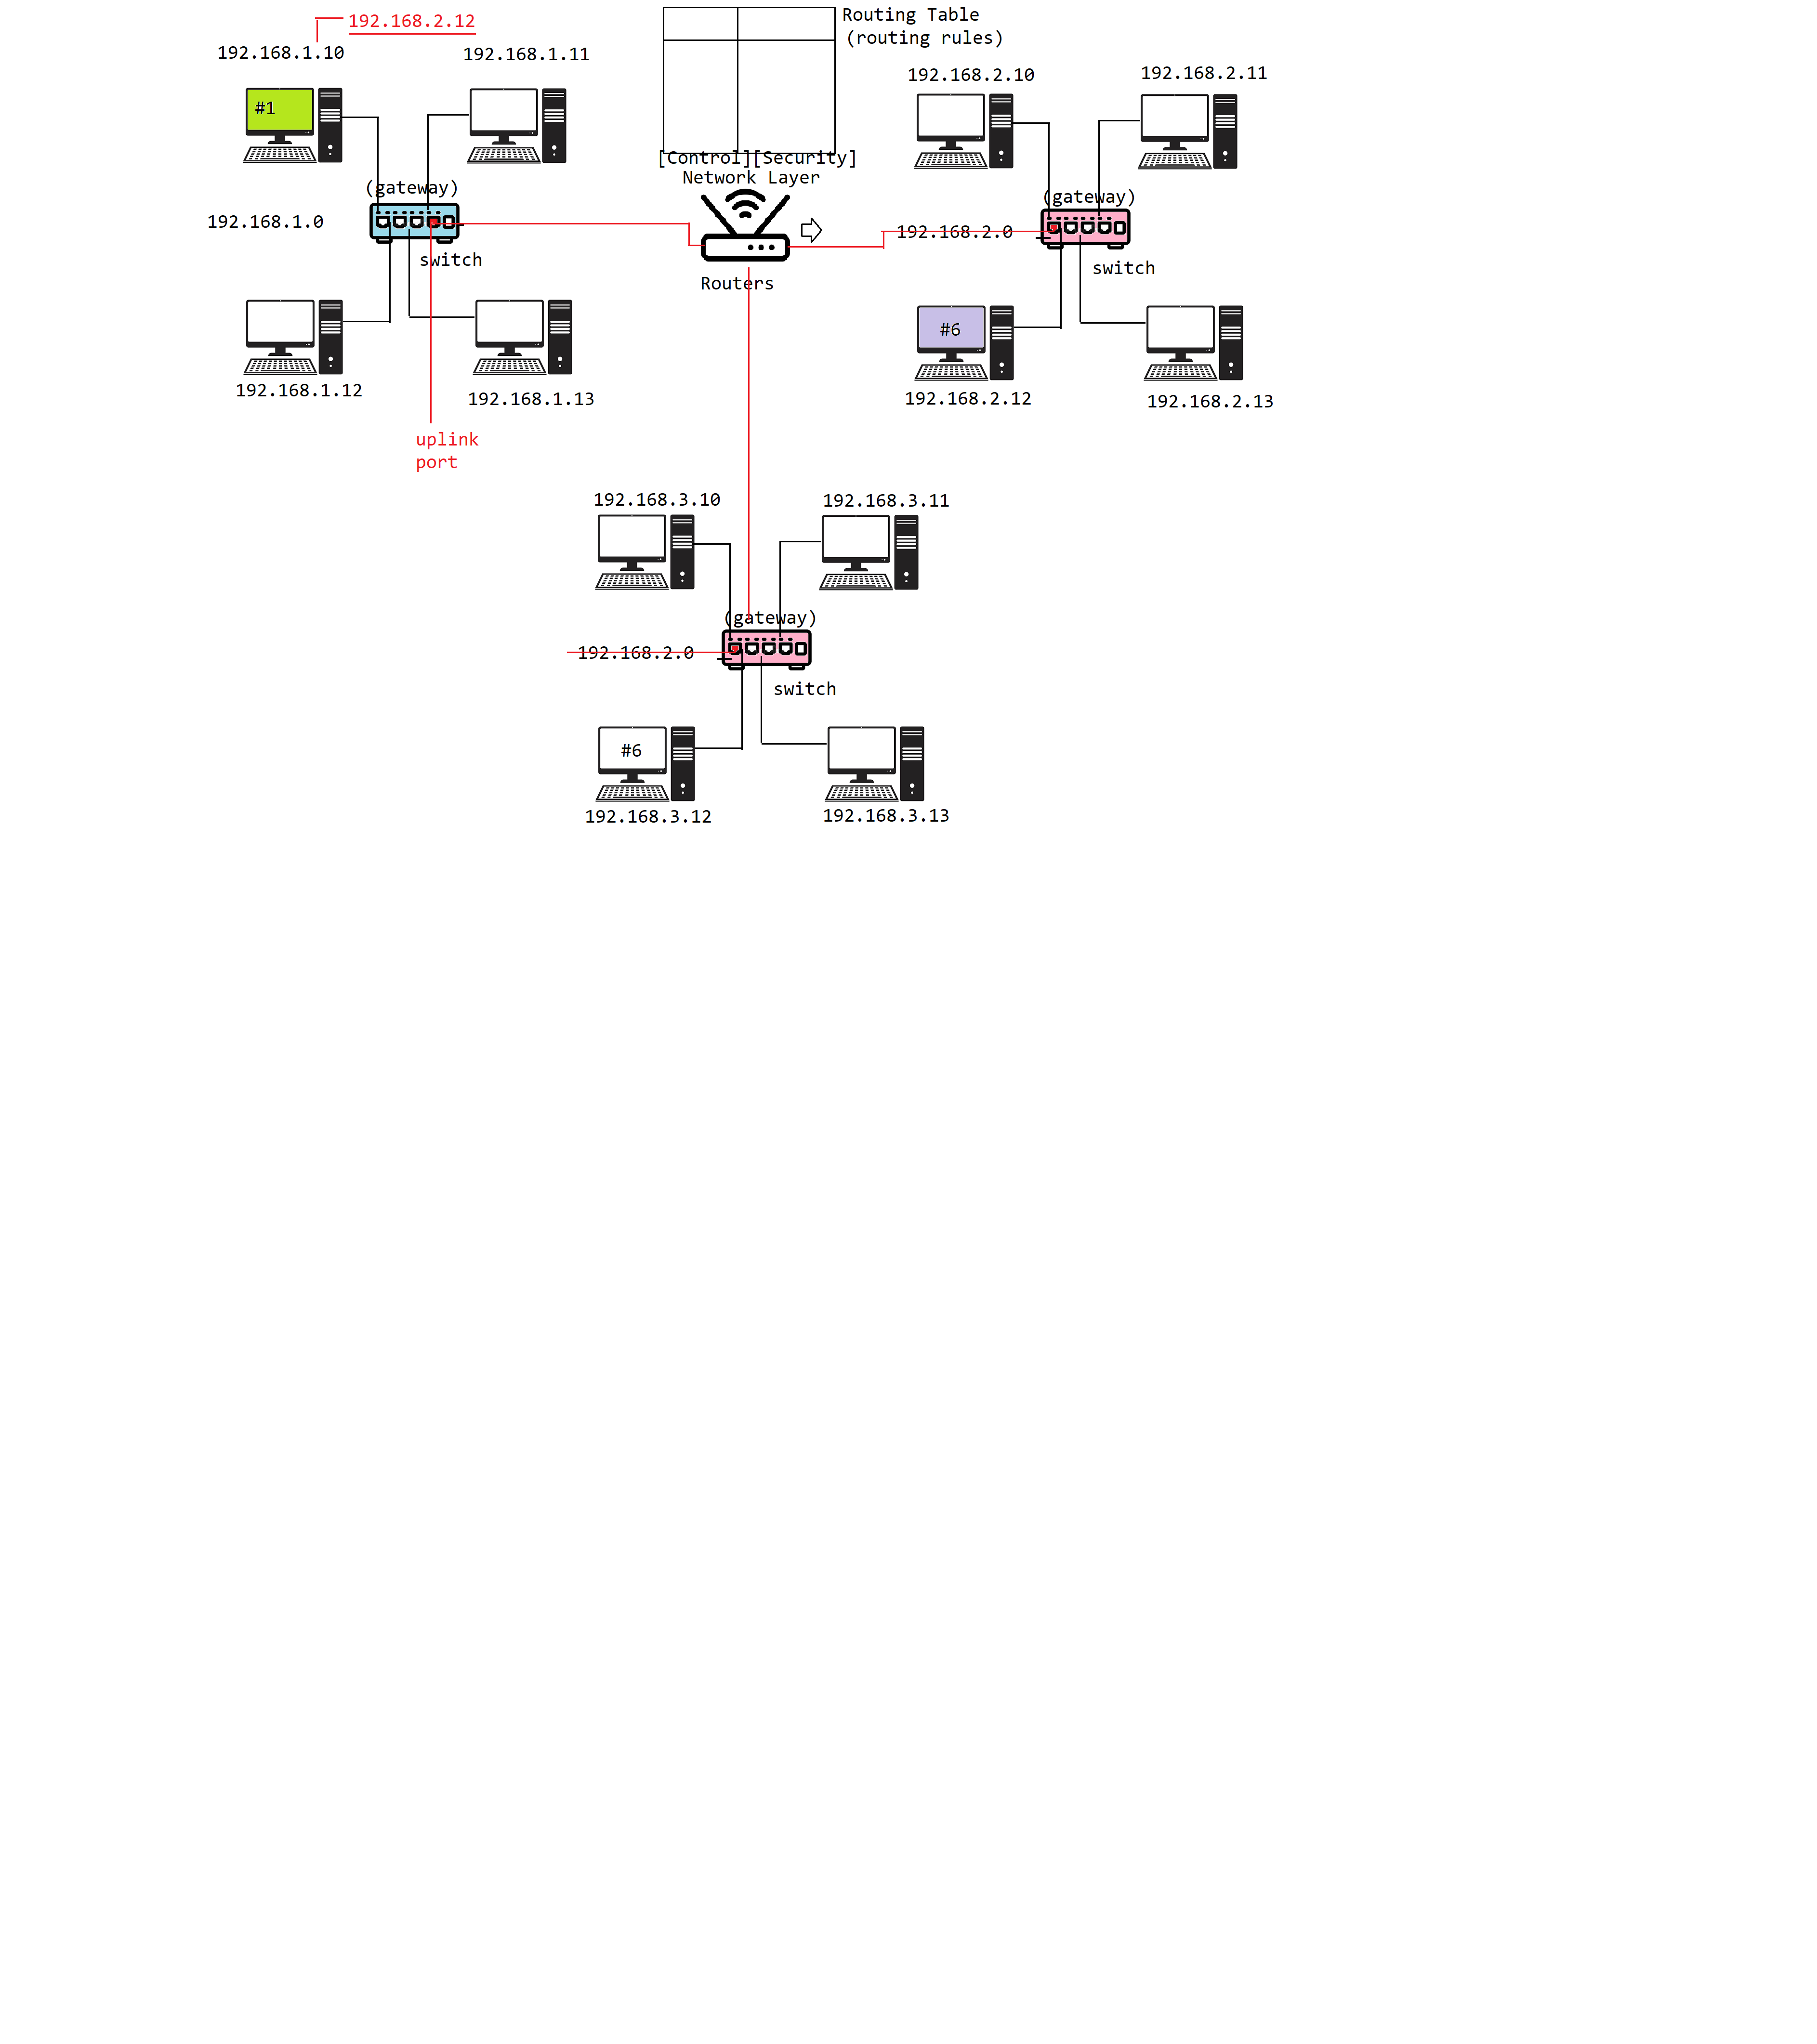 192.168.2.12
192.168.1.10
192.168.1.11
#1
(gateway)
192.168.1.0
switch
192.168.1.12
192.168.1.13
uplink
port
Routing Table
(routing rules)
[Control][Security]
Network Layer
Routers
192.168.2.10
192.168.2.11
(gateway)
192.168.2.0
switch
#6
192.168.2.12
192.168.2.13
192.168.3.10
192.168.3.11
(gateway)
192.168.2.0
switch
#6
192.168.3.12
192.168.3.13